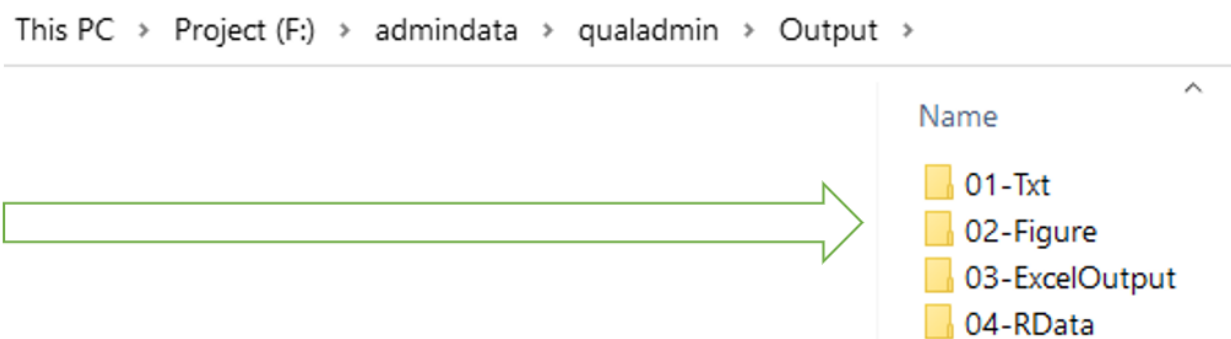 This PC > Project (F:) > admindata > qualadmin > Output >
Name
01-Txt
02-Figure
03-ExcelOutput
04-RData